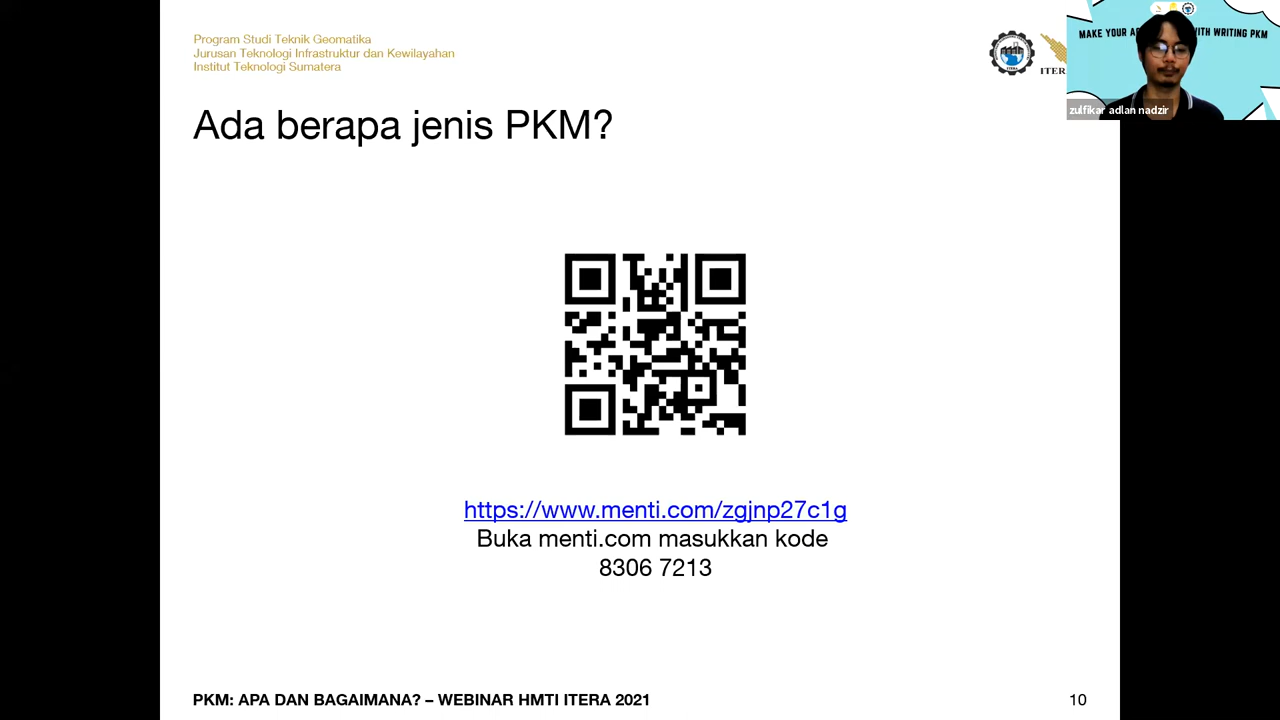 Program Studi Teknik Geomatika
Jurusan Teknologi Infrastruktur dan Kewilayahan
Institut Teknologi Sumatera
ITERA
MAKE YOUR WITH WRITING PKM
zulfikar adlan nadzir
Ada berapa jenis PKM?
https://www.menti.com/zgjnp27c1g
Buka menti.com masukkan kode
8306 7213
PKM: APA DAN BAGAIMANA? – WEBINAR HMTI ITERA 2021
10